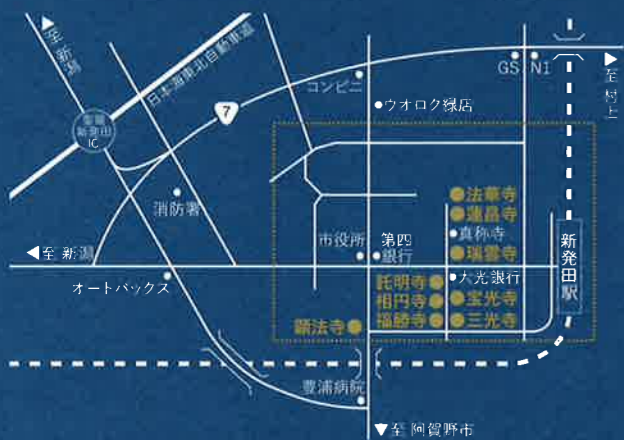 至新潟
日本海東北自動車道
聖籠
新発田
IC
7
コンビニ
GS
至村上
ウオロク緑店
消防署
法華寺
蓮昌寺
真称寺
瑞雲寺
市役所
第四
銀行
新発田駅
至新潟
オートバックス
託明寺
相円寺
福勝寺
大光銀行
宝光寺
三光寺
顕法寺
豊浦病院
至阿賀野市